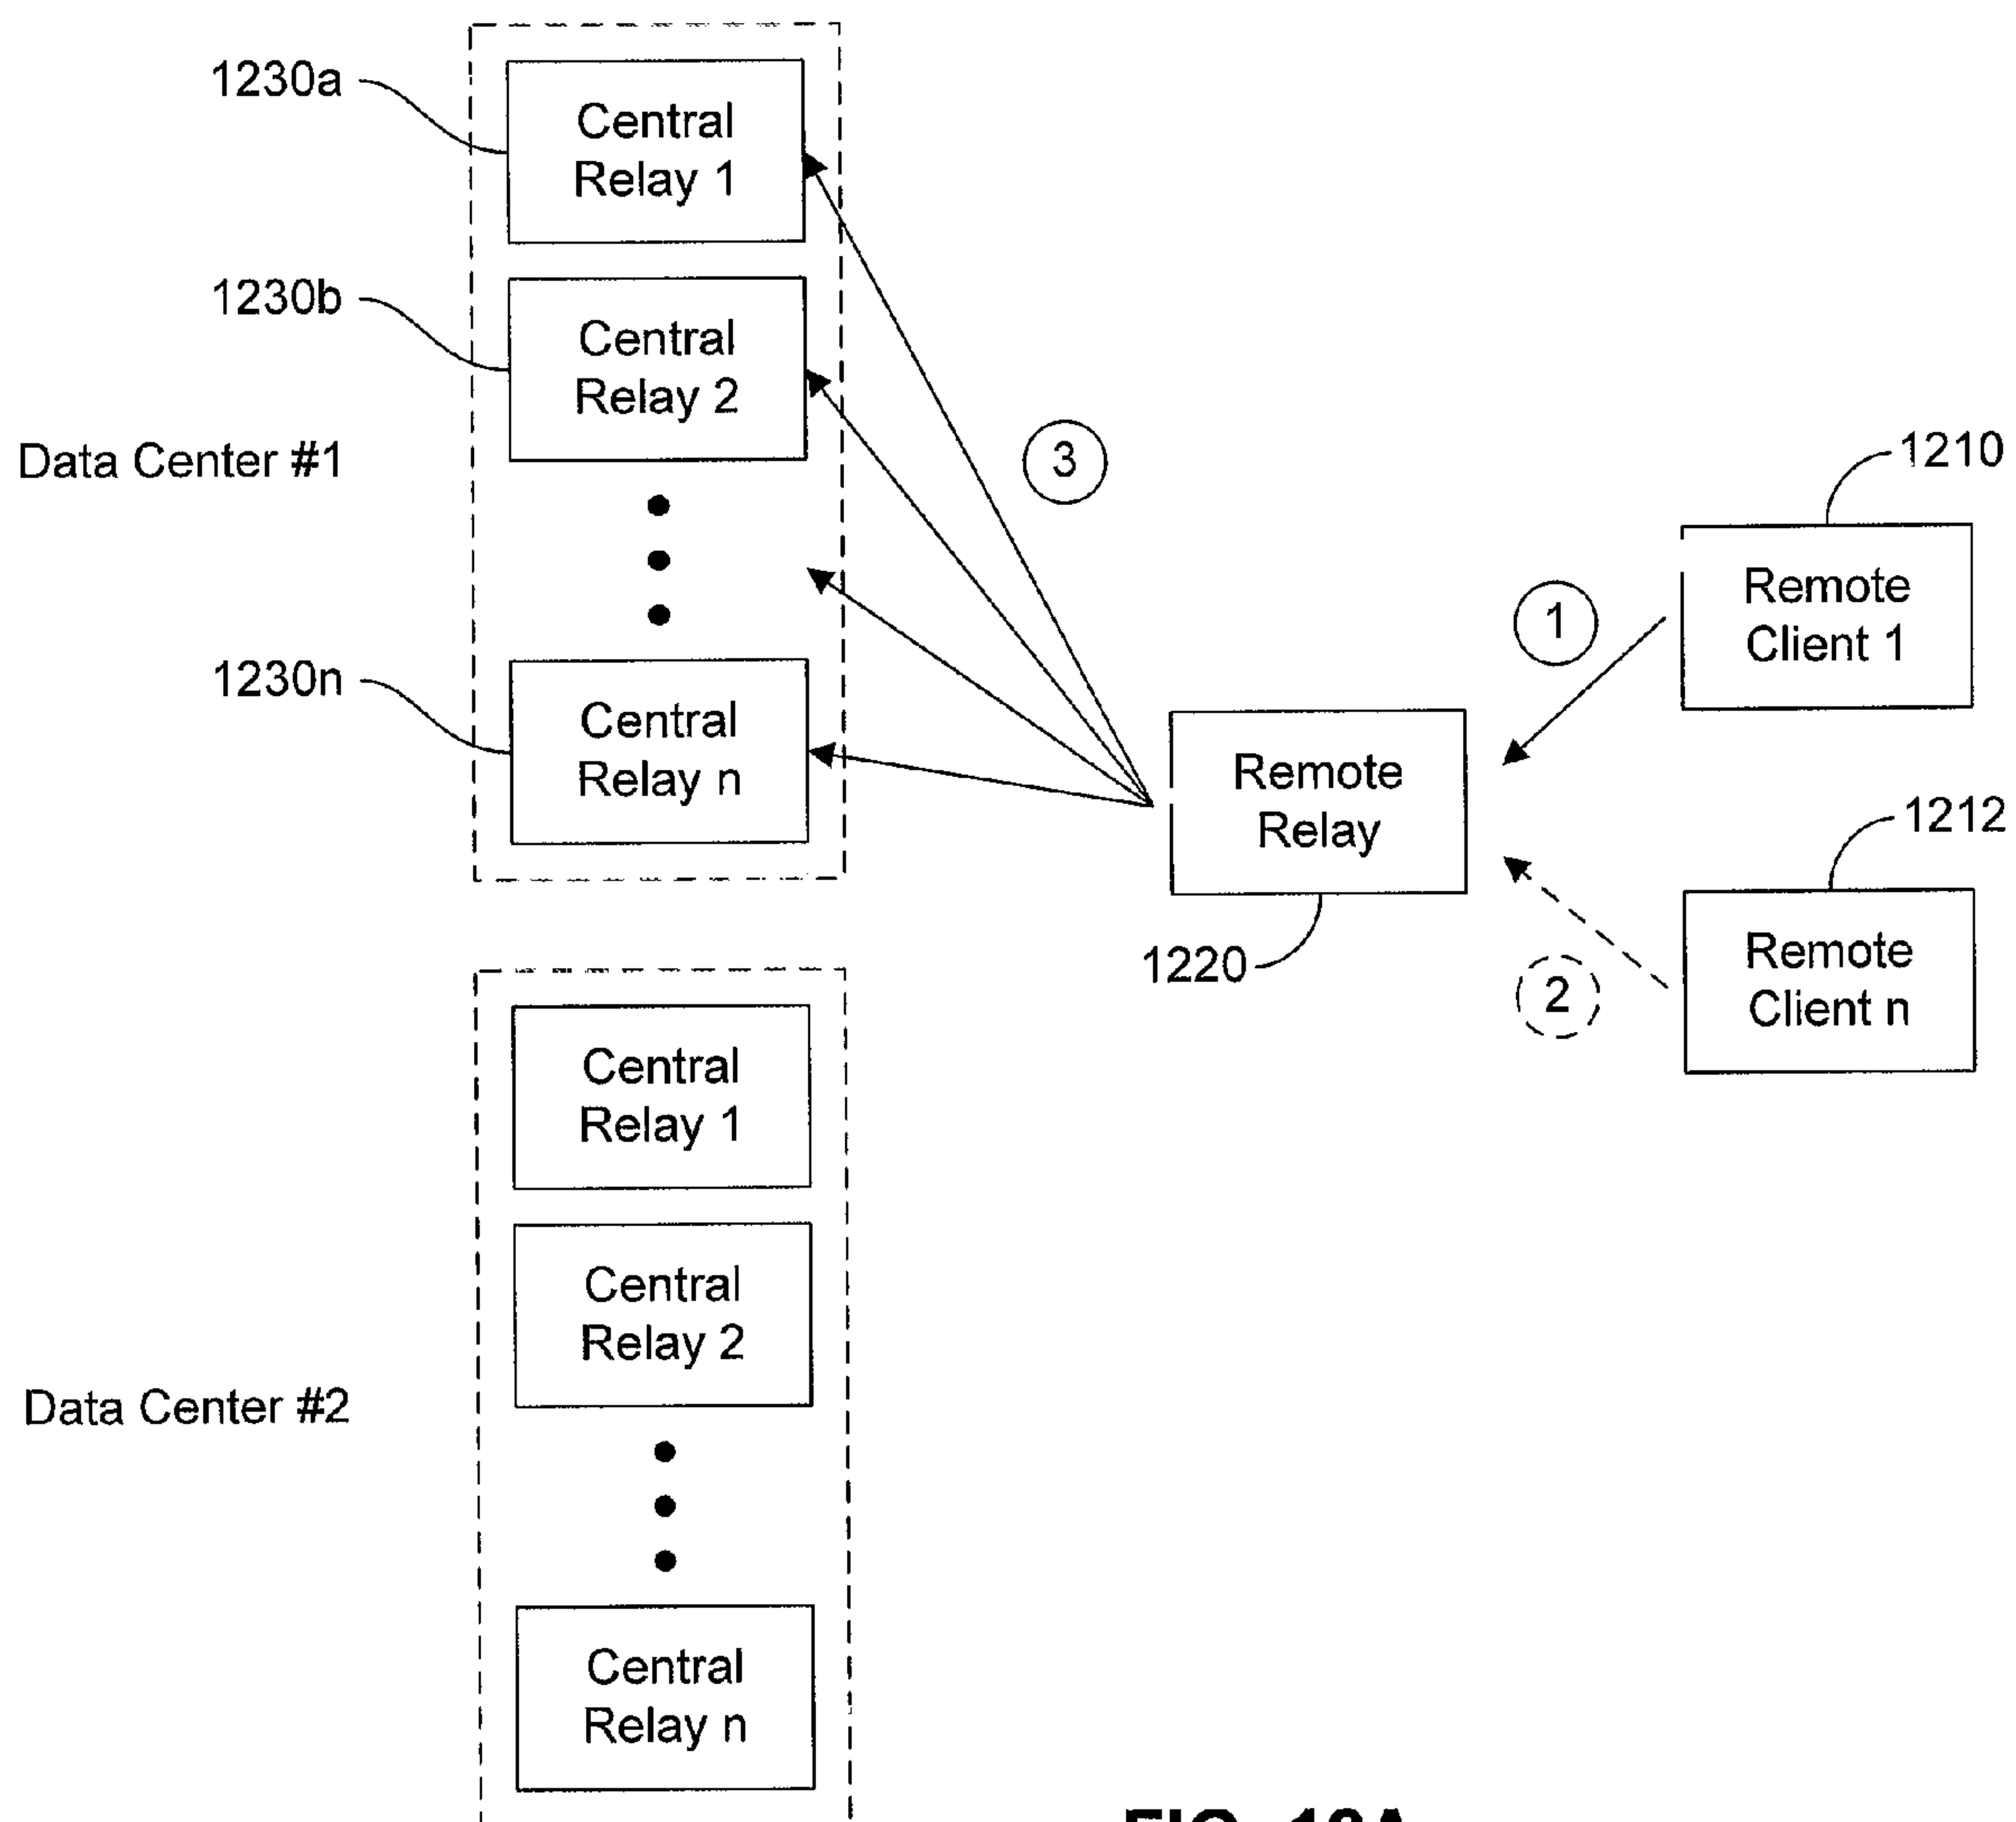 1230a
Central
Relay 1
1230b
Central
Relay 2
Data Center #1
3
1210
Remote
Client 1
1
1230n
Central
Relay n
Remote
Relay
1220
1212
Remote
Client n
2
Central
Relay 1
Central
Relay 2
Data Center #2
Central
Relay n